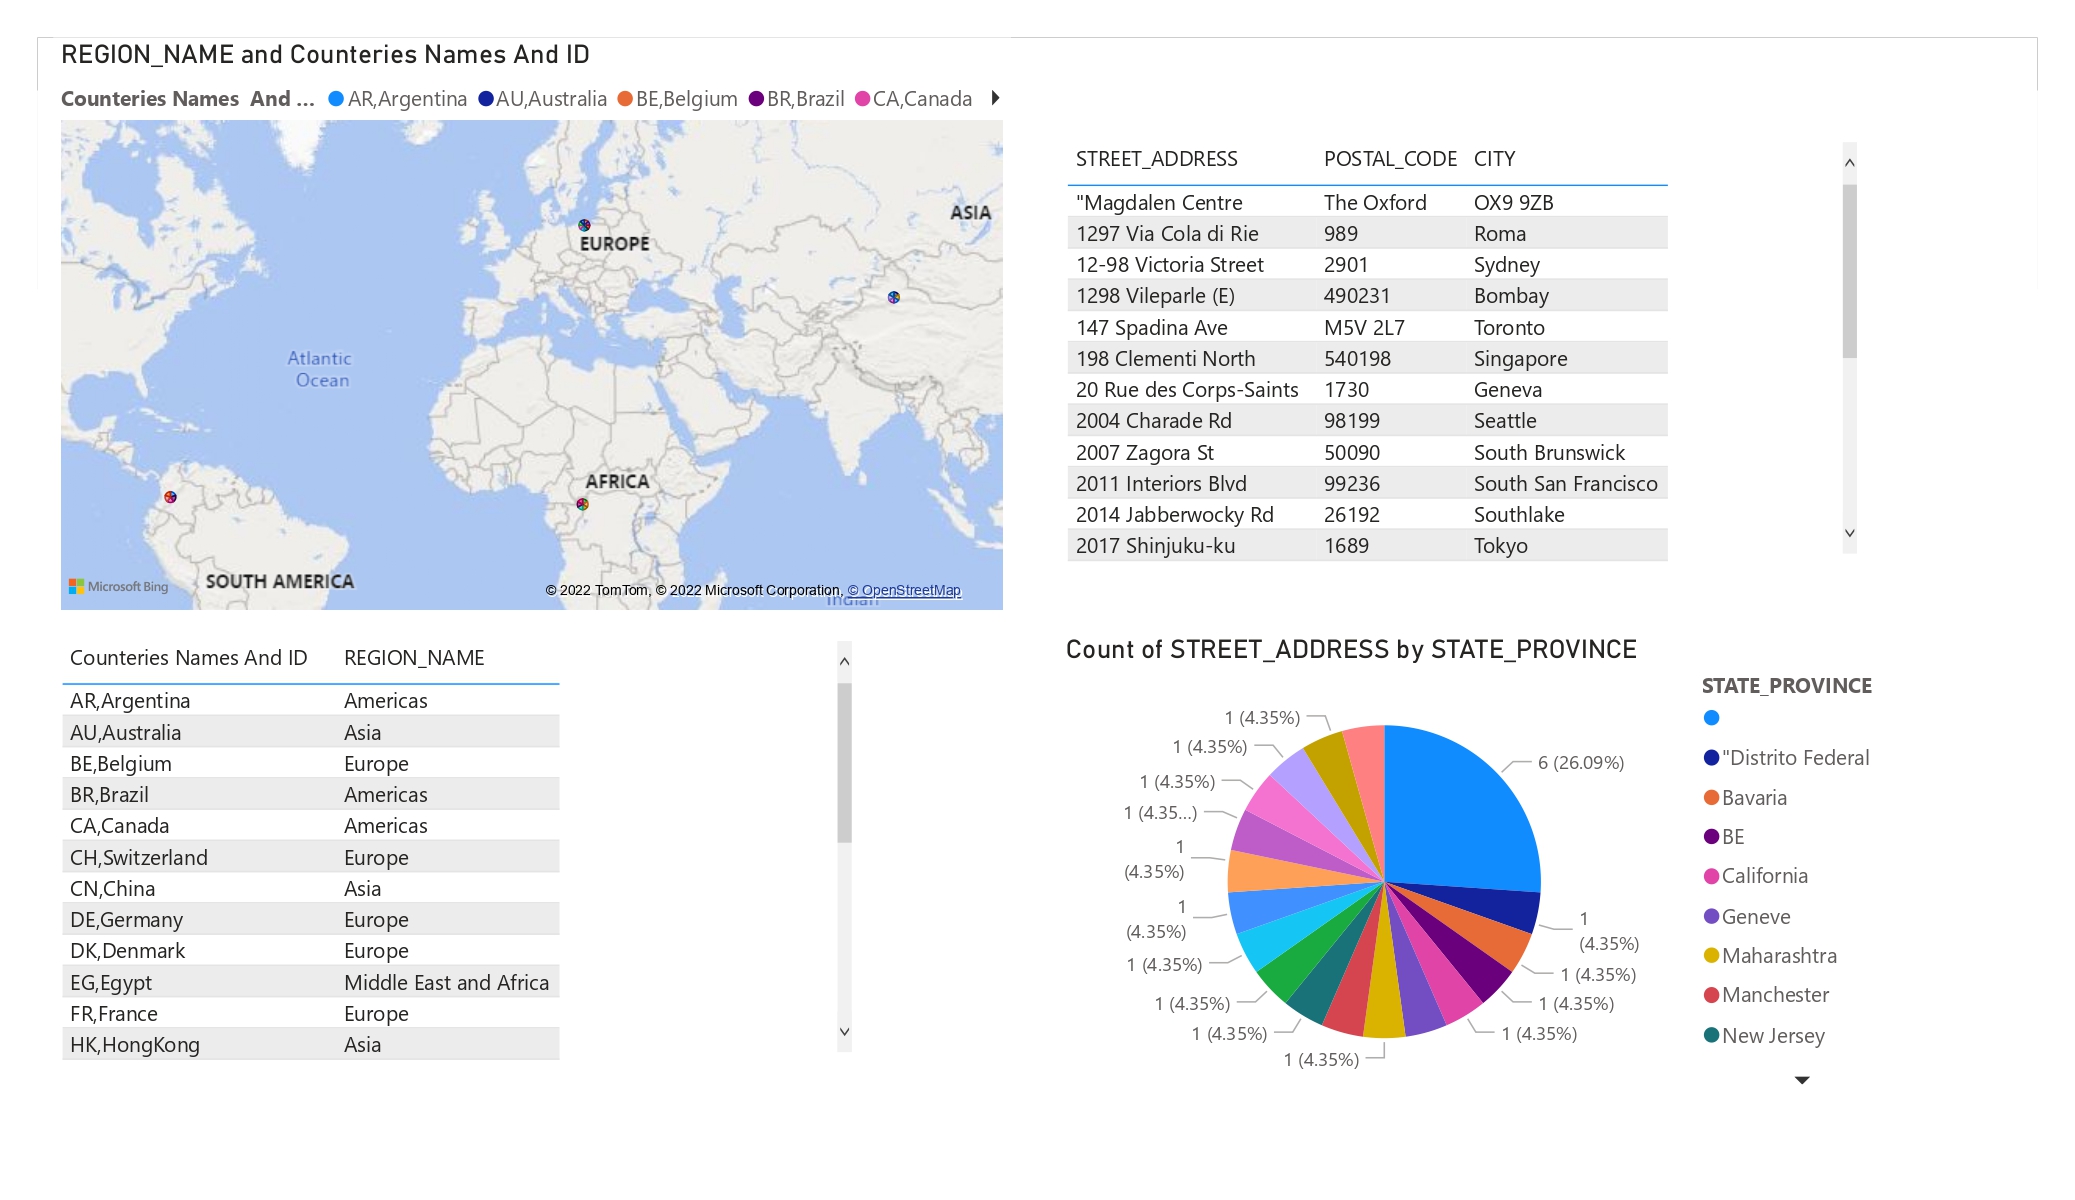 REGION_NAME and Counteries Names And ID
Counteries Names And ... AR,Argentina AU,Australia BE,Belgium BR,Brazil CA,Canada
ASIA
EUROPE
Atlantic
Ocean
AFRICA
SOUTH AMERICA
Microsoft Bing
© 2022 TomTom, © 2022 Microsoft Corporation, © OpenStreetMap
Indian
STREET_ADDRESS POSTAL_CODE CITY
"Magdalen Centre The Oxford OX9 9ZB
1297 Via Cola di Rie 989 Roma
12-98 Victoria Street 2901 Sydney
1298 Vileparle (E) 490231 Bombay
147 Spadina Ave M5V 2L7 Toronto
198 Clementi North 540198 Singapore
20 Rue des Corps-Saints 1730 Geneva
2004 Charade Rd 98199 Seattle
2007 Zagora St 50090 South Brunswick
2011 Interiors Blvd 99236 South San Francisco
2014 Jabberwocky Rd 26192 Southlake
2017 Shinjuku-ku 1689 Tokyo
Counteries Names And ID REGION_NAME
AR,Argentina Americas
AU,Australia Asia
BE,Belgium Europe
BR,Brazil Americas
CA,Canada Americas
CH,Switzerland Europe
CN,China Asia
DE,Germany Europe
DK,Denmark Europe
EG,Egypt Middle East and Africa
FR,France Europe
HK,HongKong Asia
Count of STREET_ADDRESS by STATE_PROVINCE
6 (26.09%)
1
(4.35%)
1 (4.35%)
1 (4.35%)
1 (4.35%)
1 (4.35%)
1 (4.35%)
1 (4.35%)
1 (4.35%)
1
(4.35%)
1
(4.35%)
1 (4.35...)
1 (4.35%)
1 (4.35%)
1 (4.35%)
STATE_PROVINCE
"Distrito Federal
Bavaria
BE
California
Geneve
Maharashtra
Manchester
New Jersey